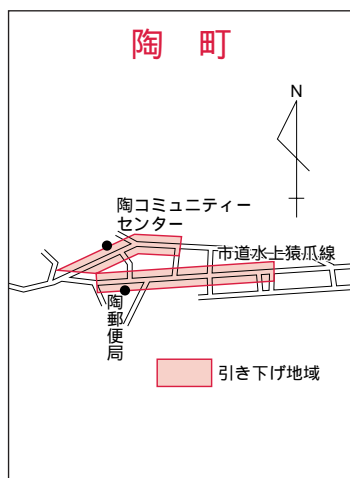 陶 町
N
陶コミュニティー
センター
市道水上猿爪線
陶郵便局
引き下げ地域